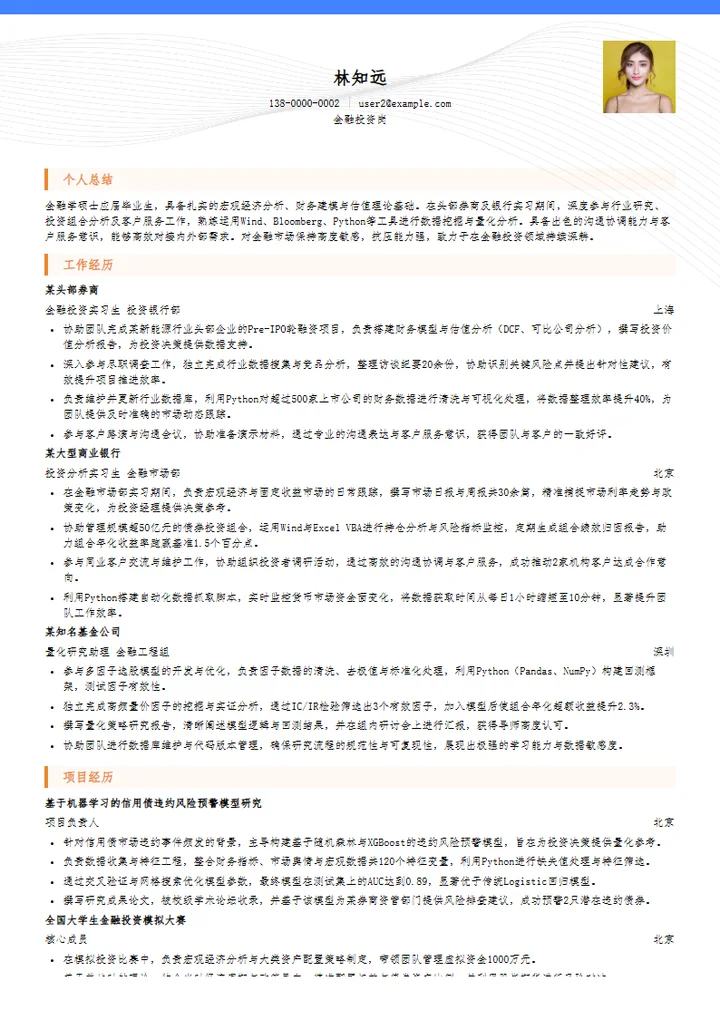 林知远
138-0000-0002 | user2@example.com
金融投资岗
个人总结
金融学硕士应届毕业生，具备扎实的宏观经济分析、财务建模与估值理论基础。在头部券商及银行实习期间，深度参与行业研究、
投资组合分析及客户服务工作，熟练运用Wind、Bloomberg、Python等工具进行数据挖掘与量化分析。具备出色的沟通协调能力与客
户服务意识，能够高效对接内外部需求。对金融市场保持高度敏感，抗压能力强，致力于在金融投资领域持续深耕。
工作经历
某头部券商
金融投资实习生 投资银行部 上海
• 协助团队完成某新能源行业头部企业的Pre-IPO轮融资项目，负责搭建财务模型与估值分析（DCF、可比公司分析），撰写投资价
值分析报告，为投资决策提供数据支持。
• 深入参与尽职调查工作，独立完成行业数据搜集与竞品分析，整理访谈纪要20余份，协助识别关键风险点并提出针对性建议，有
效提升项目推进效率。
• 负责维护并更新行业数据库，利用Python对超过500家上市公司的财务数据进行清洗与可视化处理，将数据整理效率提升40%，为
团队提供及时准确的市场动态跟踪。
• 参与客户路演与沟通会议，协助准备演示材料，通过专业的沟通表达与客户服务意识，获得团队与客户的一致好评。
某大型商业银行
投资分析实习生 金融市场部 北京
• 在金融市场部实习期间，负责宏观经济与固定收益市场的日常跟踪，撰写市场日报与周报共30余篇，精准捕捉市场利率走势与政
策变化，为投资经理提供决策参考。
• 协助管理规模超50亿元的债券投资组合，运用Wind与Excel VBA进行持仓分析与风险指标监控，定期生成组合绩效归因报告，助
力组合年化收益率超越基准1.5个百分点。
• 参与同业客户交流与维护工作，协助组织投资者调研活动，通过高效的沟通协调与客户服务，成功推动2家机构客户达成合作意
向。
• 利用Python搭建自动化数据抓取脚本，实时监控货币市场资金面变化，将数据获取时间从每日1小时缩短至10分钟，显著提升团
队工作效率。
某知名基金公司
量化研究助理 金融工程组 深圳
• 参与多因子选股模型的开发与优化，负责因子数据的清洗、去极值与标准化处理，利用Python（Pandas、NumPy）构建回测框
架，测试因子有效性。
• 独立完成高频量价因子的挖掘与实证分析，通过IC/IR检验筛选出3个有效因子，加入模型后使组合年化超额收益提升2.3%。
• 撰写量化策略研究报告，清晰阐述模型逻辑与回测结果，并在组内研讨会上进行汇报，获得导师高度认可。
• 协助团队进行数据库维护与代码版本管理，确保研究流程的规范性与可复现性，展现出极强的学习能力与数据敏感度。
项目经历
基于机器学习的信用债违约风险预警模型研究
项目负责人 北京
• 针对信用债市场违约事件频发的背景，主导构建基于随机森林与XGBoost的违约风险预警模型，旨在为投资决策提供量化参考。
• 负责数据收集与特征工程，整合财务指标、市场舆情与宏观数据共120个特征变量，利用Python进行缺失值处理与特征筛选。
• 通过交叉验证与网格搜索优化模型参数，最终模型在测试集上的AUC达到0.89，显著优于传统Logistic回归模型。
• 撰写研究成果论文，被校级学术论坛收录，并基于该模型为某券商资管部门提供风险排查建议，成功预警2只潜在违约债券。
全国大学生金融投资模拟大赛
核心成员 北京
• 在模拟投资比赛中，负责宏观经济分析与大类资产配置策略制定，带领团队管理虚拟资金1000万元。